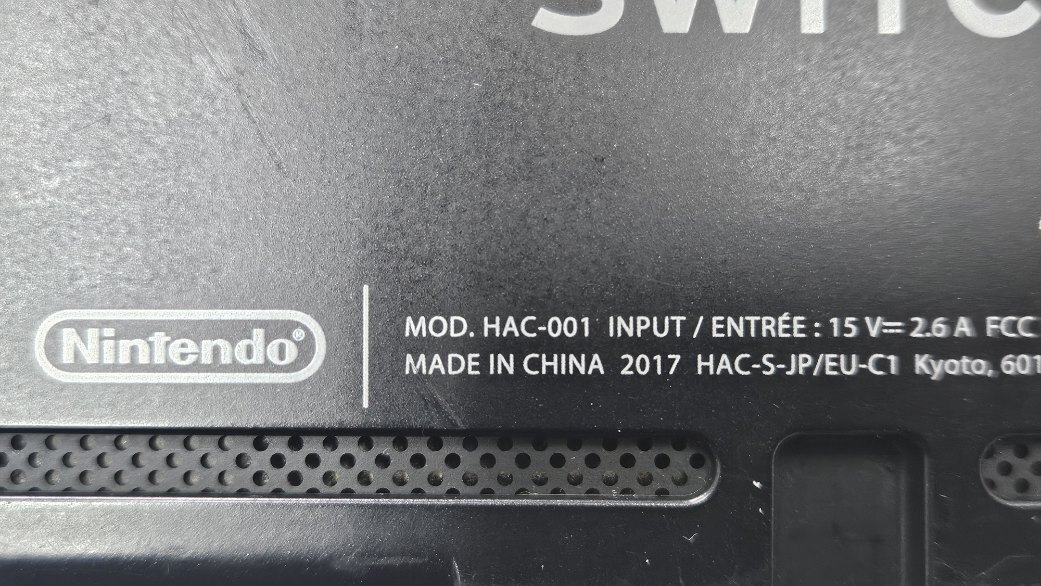 SWITC
Nintendo®
MOD. HAC-001 INPUT / ENTRÉE : 15 V⎓ 2.6 A FCC
MADE IN CHINA 2017 HAC-S-JP/EU-C1 Kyoto, 601